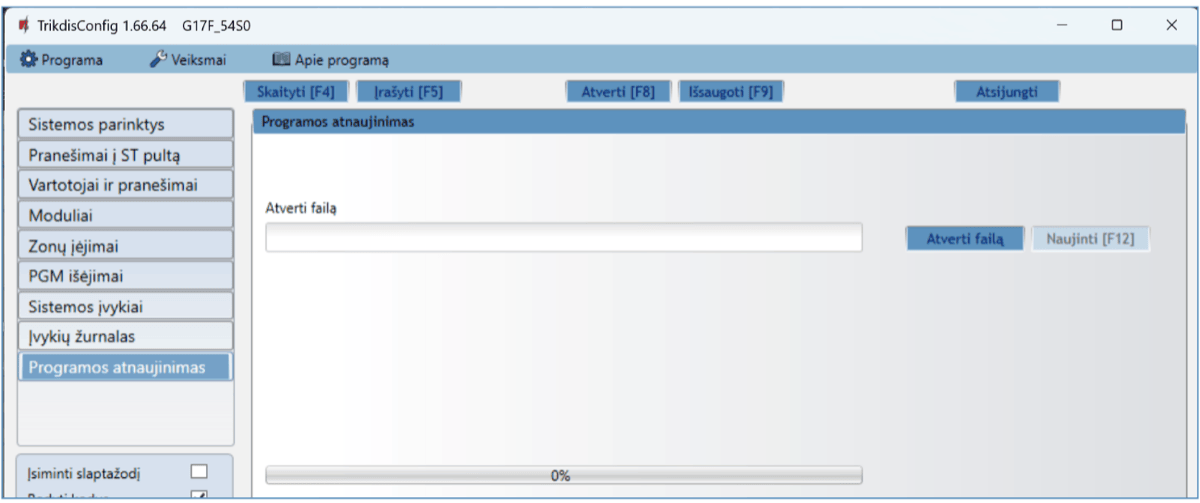 TrikdisConfig 1.66.64 G17F_54S0
Programa Veiksmai Apie programą
Skaityti [F4] Įrašyti [F5] Atverti [F8] Išsaugoti [F9] Atsijungti
Sistemos parinktys
Pranešimai į ST pultą
Vartotojai ir pranešimai
Moduliai
Zonų įėjimai
PGM išėjimai
Sistemos įvykiai
Įvykių žurnalas
Programos atnaujinimas
Įsiminti slaptažodį
Programos atnaujinimas
Atverti failą
Atverti failą Naujinti [F12]
0%